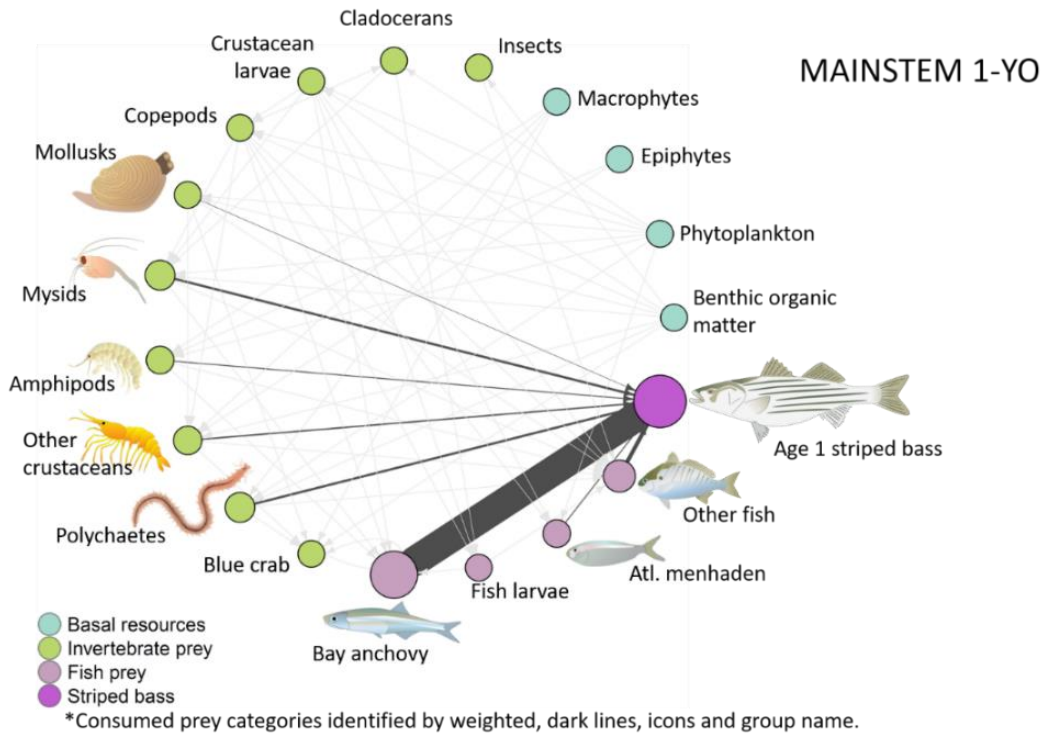 Cladocerans
Crustacean
larvae
Insects
MAINSTEM 1-YO
Macrophytes
Copepods
Mollusks
Epiphytes
Phytoplankton
Mysids
Benthic organic
matter
Amphipods
Other
crustaceans
Age 1 striped bass
Polychaetes
Other fish
Blue crab
Atl. menhaden
Fish larvae
Bay anchovy
Basal resources
Invertebrate prey
Fish prey
Striped bass
*Consumed prey categories identified by weighted, dark lines, icons and group name.